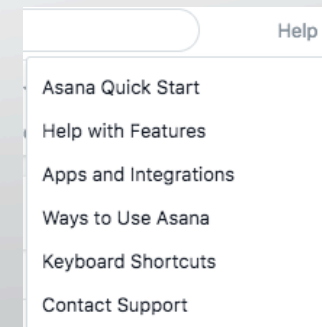 Help
Asana Quick Start
Help with Features
Apps and Integrations
Ways to Use Asana
Keyboard Shortcuts
Contact Support